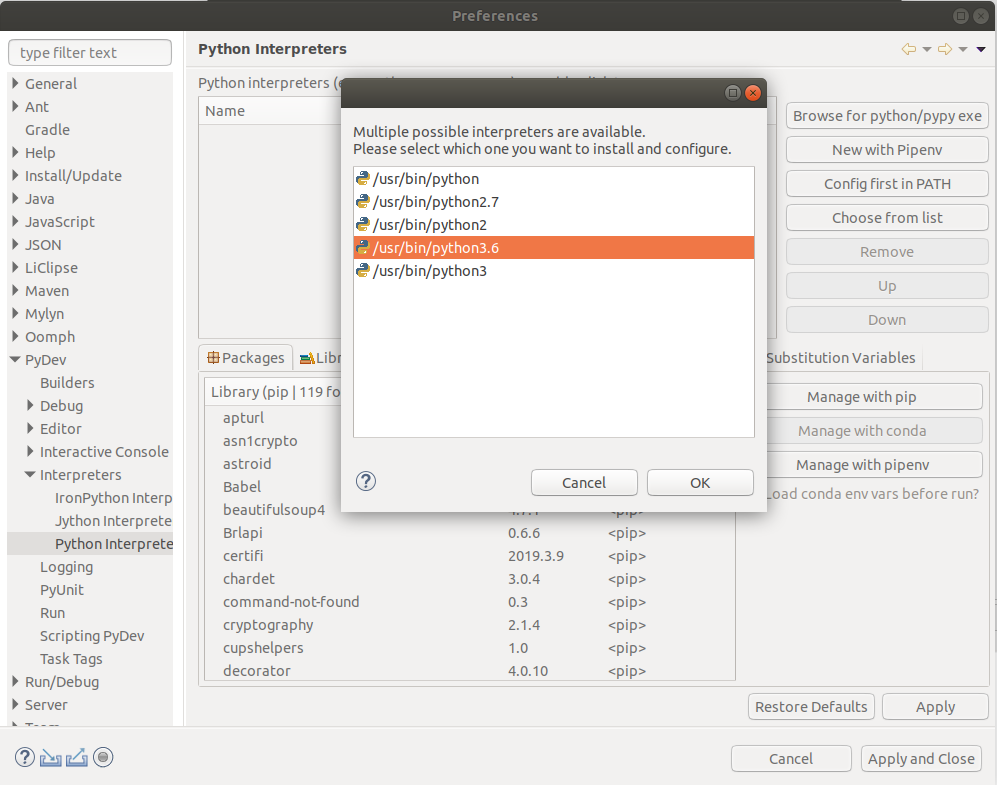 Preferences
type filter text
General
Ant
Gradle
Help
Install/Update
Java
JavaScript
JSON
LiClipse
Maven
Mylyn
Oomph
PyDev
Builders
Debug
Editor
Interactive Console
Interpreters
IronPython Interp
Jython Interprete
Python Interprete
Logging
PyUnit
Run
Scripting PyDev
Task Tags
Run/Debug
Server
Python Interpreters
Python interpreters (e
Name
Multiple possible interpreters are available.
Please select which one you want to install and configure.
/usr/bin/python
/usr/bin/python2.7
/usr/bin/python2
/usr/bin/python3.6
/usr/bin/python3
Cancel
OK
Browse for python/pypy exe
New with Pipenv
Config first in PATH
Choose from list
Remove
Up
Down
Packages
Libr
Substitution Variables
Library (pip | 119 fo
apturl
asn1crypto
astroid
Babel
beautifulsoup4
Brlapi 0.6.6 <pip>
certifi 2019.3.9 <pip>
chardet 3.0.4 <pip>
command-not-found 0.3 <pip>
cryptography 2.1.4 <pip>
cupshelpers 1.0 <pip>
decorator 4.0.10 <pip>
Manage with pip
Manage with conda
Manage with pipenv
Load conda env vars before run?
Restore Defaults
Apply
Cancel
Apply and Close